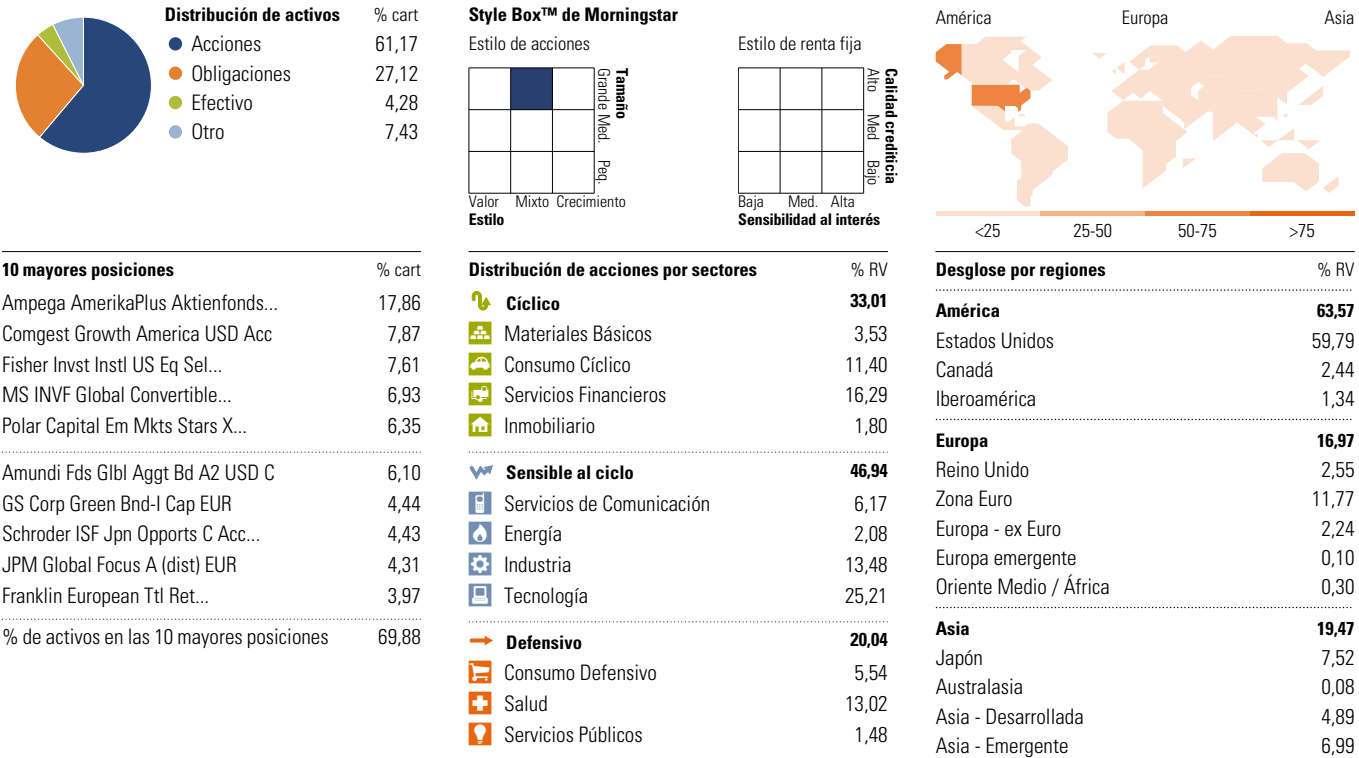 Distribución de activos % cart
Acciones 61,17
Obligaciones 27,12
Efectivo 4,28
Otro 7,43
Style Box™ de Morningstar
Estilo de acciones
Tamaño
Grande Med. Peq.
Valor Mixto Crecimiento
Estilo
Estilo de renta fija
Calidad crediticia
Alto Med Bajo
Baja Med. Alta
Sensibilidad al interés
América Europa Asia
<25 25-50 50-75 >75
10 mayores posiciones % cart
Ampega AmerikaPlus Aktienfonds... 17,86
Comgest Growth America USD Acc 7,87
Fisher Invst Instl US Eq Sel... 7,61
MS INVF Global Convertible... 6,93
Polar Capital Em Mkts Stars X... 6,35
Amundi Fds Glbl Aggt Bd A2 USD C 6,10
GS Corp Green Bnd-I Cap EUR 4,44
Schroder ISF Jpn Opports C Acc... 4,43
JPM Global Focus A (dist) EUR 4,31
Franklin European Ttl Ret... 3,97
% de activos en las 10 mayores posiciones 69,88
Distribución de acciones por sectores % RV
Cíclico 33,01
Materiales Básicos 3,53
Consumo Cíclico 11,40
Servicios Financieros 16,29
Inmobiliario 1,80
Sensible al ciclo 46,94
Servicios de Comunicación 6,17
Energía 2,08
Industria 13,48
Tecnología 25,21
Defensivo 20,04
Consumo Defensivo 5,54
Salud 13,02
Servicios Públicos 1,48
Desglose por regiones % RV
América 63,57
Estados Unidos 59,79
Canadá 2,44
Iberoamérica 1,34
Europa 16,97
Reino Unido 2,55
Zona Euro 11,77
Europa - ex Euro 2,24
Europa emergente 0,10
Oriente Medio / África 0,30
Asia 19,47
Japón 7,52
Australasia 0,08
Asia - Desarrollada 4,89
Asia - Emergente 6,99